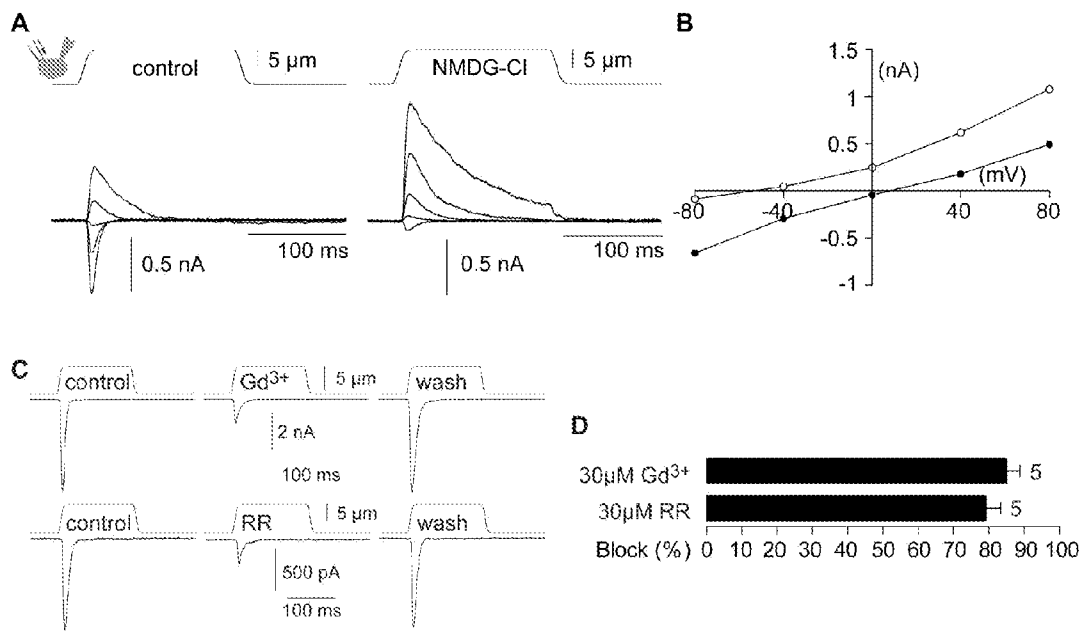 A
control
5 µm
NMDG-Cl
5 µm
0.5 nA
100 ms
0.5 nA
100 ms
B
1.5
(nA)
1
0.5
(mV)
-80
-40
40
80
-0.5
-1
C
control
Gd3+
5 µm
wash
2 nA
100 ms
control
RR
5 µm
wash
500 pA
100 ms
D
30µM Gd3+
5
30µM RR
5
Block (%)
0 10 20 30 40 50 60 70 80 90 100